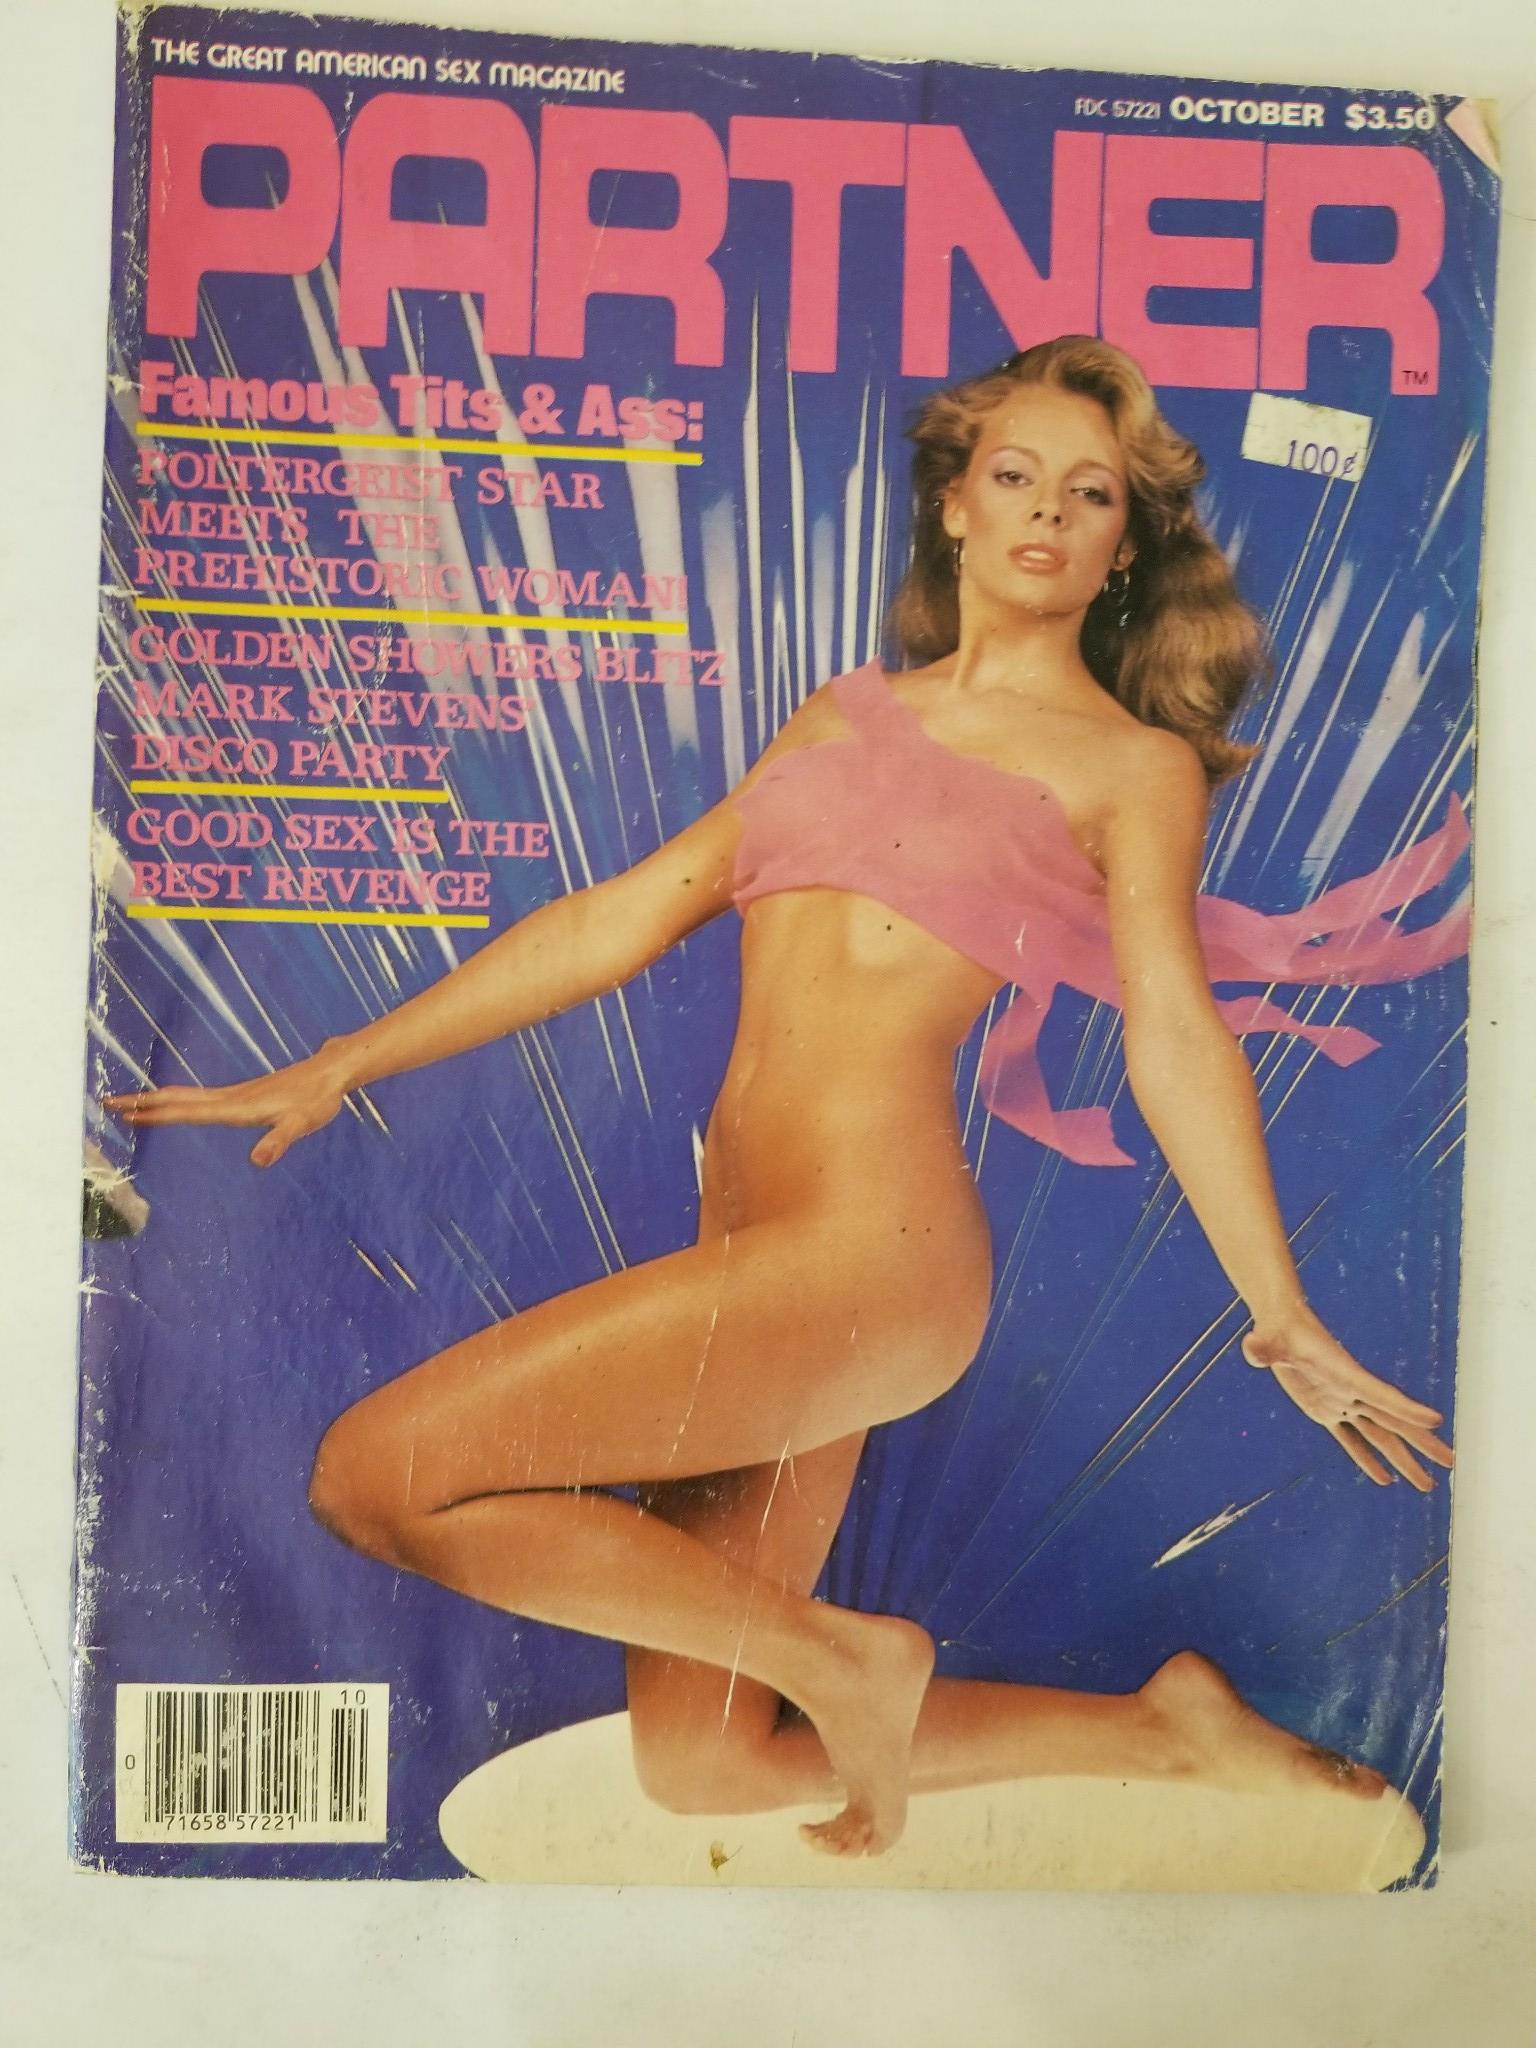 THE GREAT AMERICAN SEX MAGAZINE
FDC 57221 OCTOBER $3.50
PARTNER
TM
Famous Tits & Ass:
POLTERGEIST STAR
MEETS THE
PREHISTORIC WOMAN!
GOLDEN SHOWERS BLITZ
MARK STEVENS'
DISCO PARTY
GOOD SEX IS THE
BEST REVENGE
100¢
10
0
71658 57221